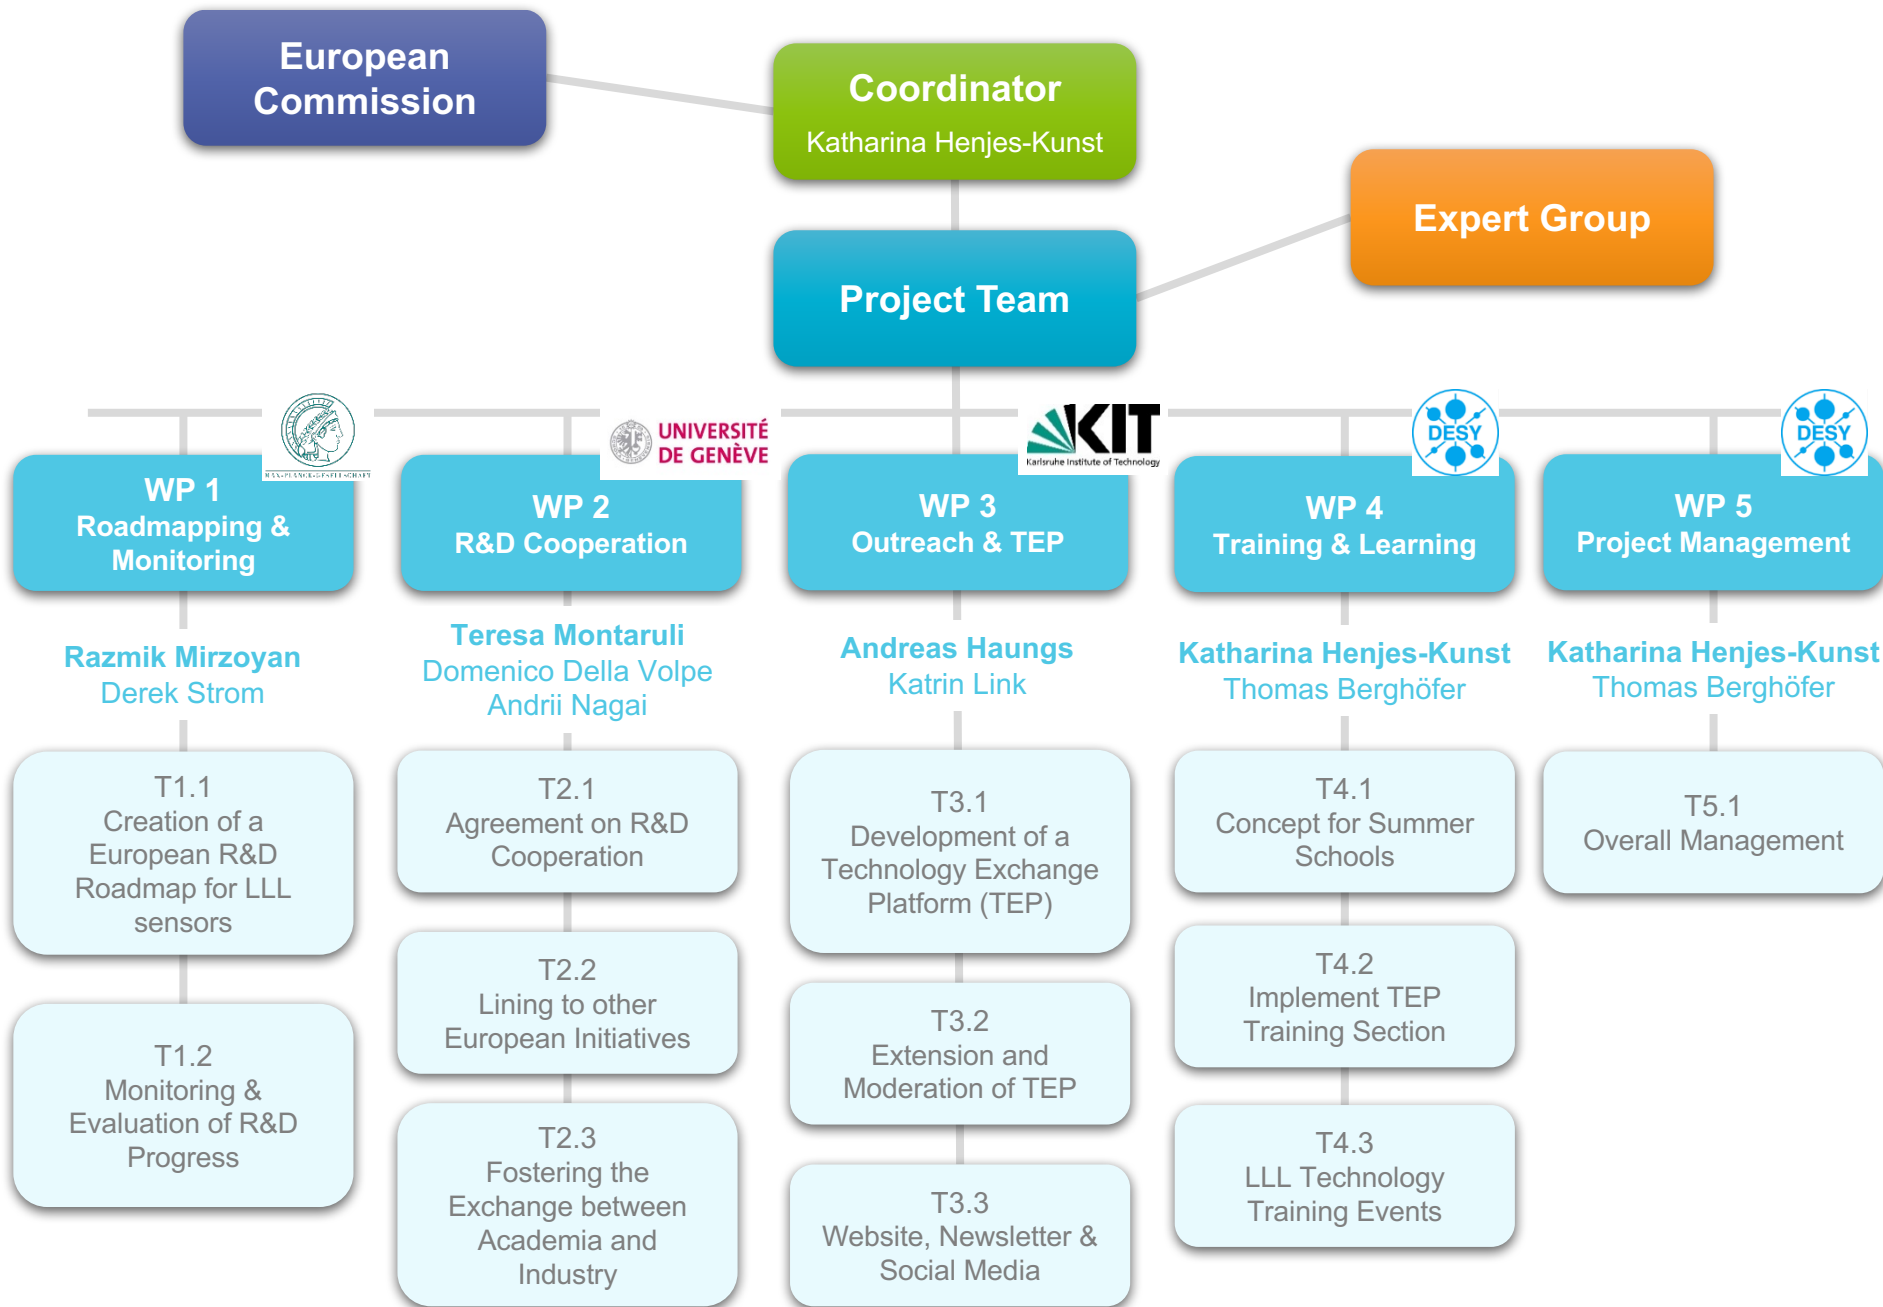 European
Commission
Coordinator
Katharina Henjes-Kunst
Expert Group
Project Team
MAX-PLANCK-GESELLSCHAFT
UNIVERSITÉ
DE GENÈVE
KIT
Karlsruhe Institute of Technology
DESY
DESY
WP 1
Roadmapping &
Monitoring
WP 2
R&D Cooperation
WP 3
Outreach & TEP
WP 4
Training & Learning
WP 5
Project Management
Razmik Mirzoyan
Derek Strom
Teresa Montaruli
Domenico Della Volpe
Andrii Nagai
Andreas Haungs
Katrin Link
Katharina Henjes-Kunst
Thomas Berghöfer
Katharina Henjes-Kunst
Thomas Berghöfer
T1.1
Creation of a
European R&D
Roadmap for LLL
sensors
T2.1
Agreement on R&D
Cooperation
T3.1
Development of a
Technology Exchange
Platform (TEP)
T4.1
Concept for Summer
Schools
T5.1
Overall Management
T1.2
Monitoring &
Evaluation of R&D
Progress
T2.2
Lining to other
European Initiatives
T3.2
Extension and
Moderation of TEP
T4.2
Implement TEP
Training Section
T2.3
Fostering the
Exchange between
Academia and
Industry
T3.3
Website, Newsletter &
Social Media
T4.3
LLL Technology
Training Events